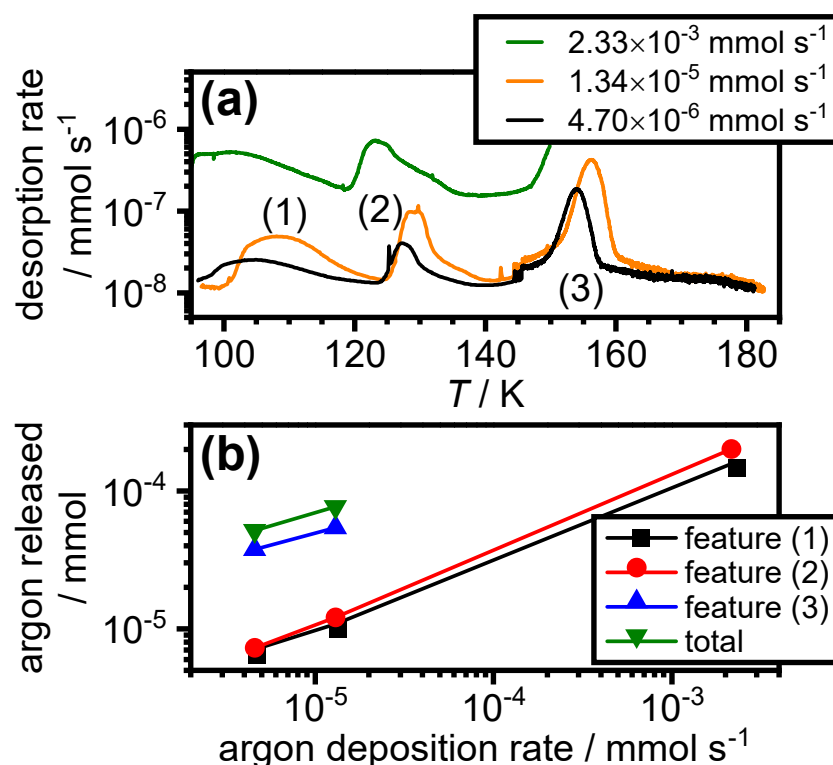 2.33×10⁻³ mmol s⁻¹
1.34×10⁻⁵ mmol s⁻¹
4.70×10⁻⁶ mmol s⁻¹
(a)
desorption rate
/ mmol s⁻¹
10⁻⁶
10⁻⁷
10⁻⁸
(1)
(2)
(3)
100 120 140 160 180
T / K
(b)
argon released
/ mmol
10⁻⁴
10⁻⁵
feature (1)
feature (2)
feature (3)
total
10⁻⁵ 10⁻⁴ 10⁻³
argon deposition rate / mmol s⁻¹